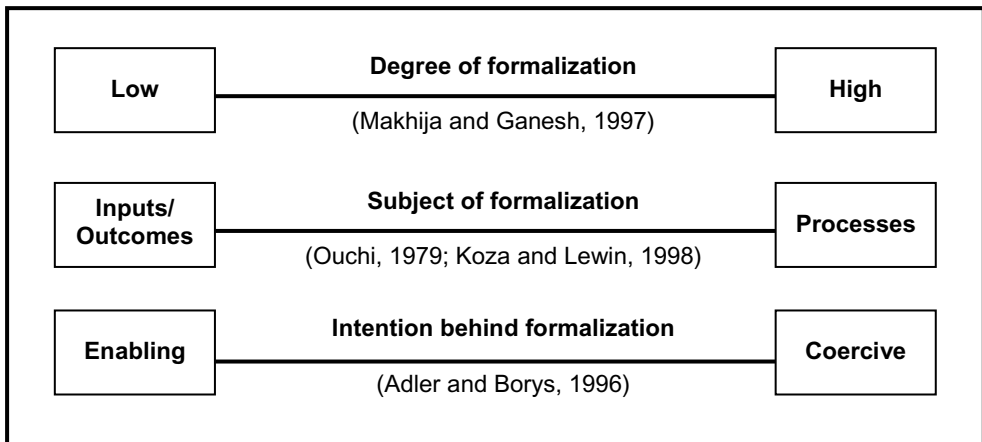 Degree of formalization
Low
High
(Makhija and Ganesh, 1997)
Inputs/
Outcomes
Subject of formalization
Processes
(Ouchi, 1979; Koza and Lewin, 1998)
Intention behind formalization
Enabling
Coercive
(Adler and Borys, 1996)